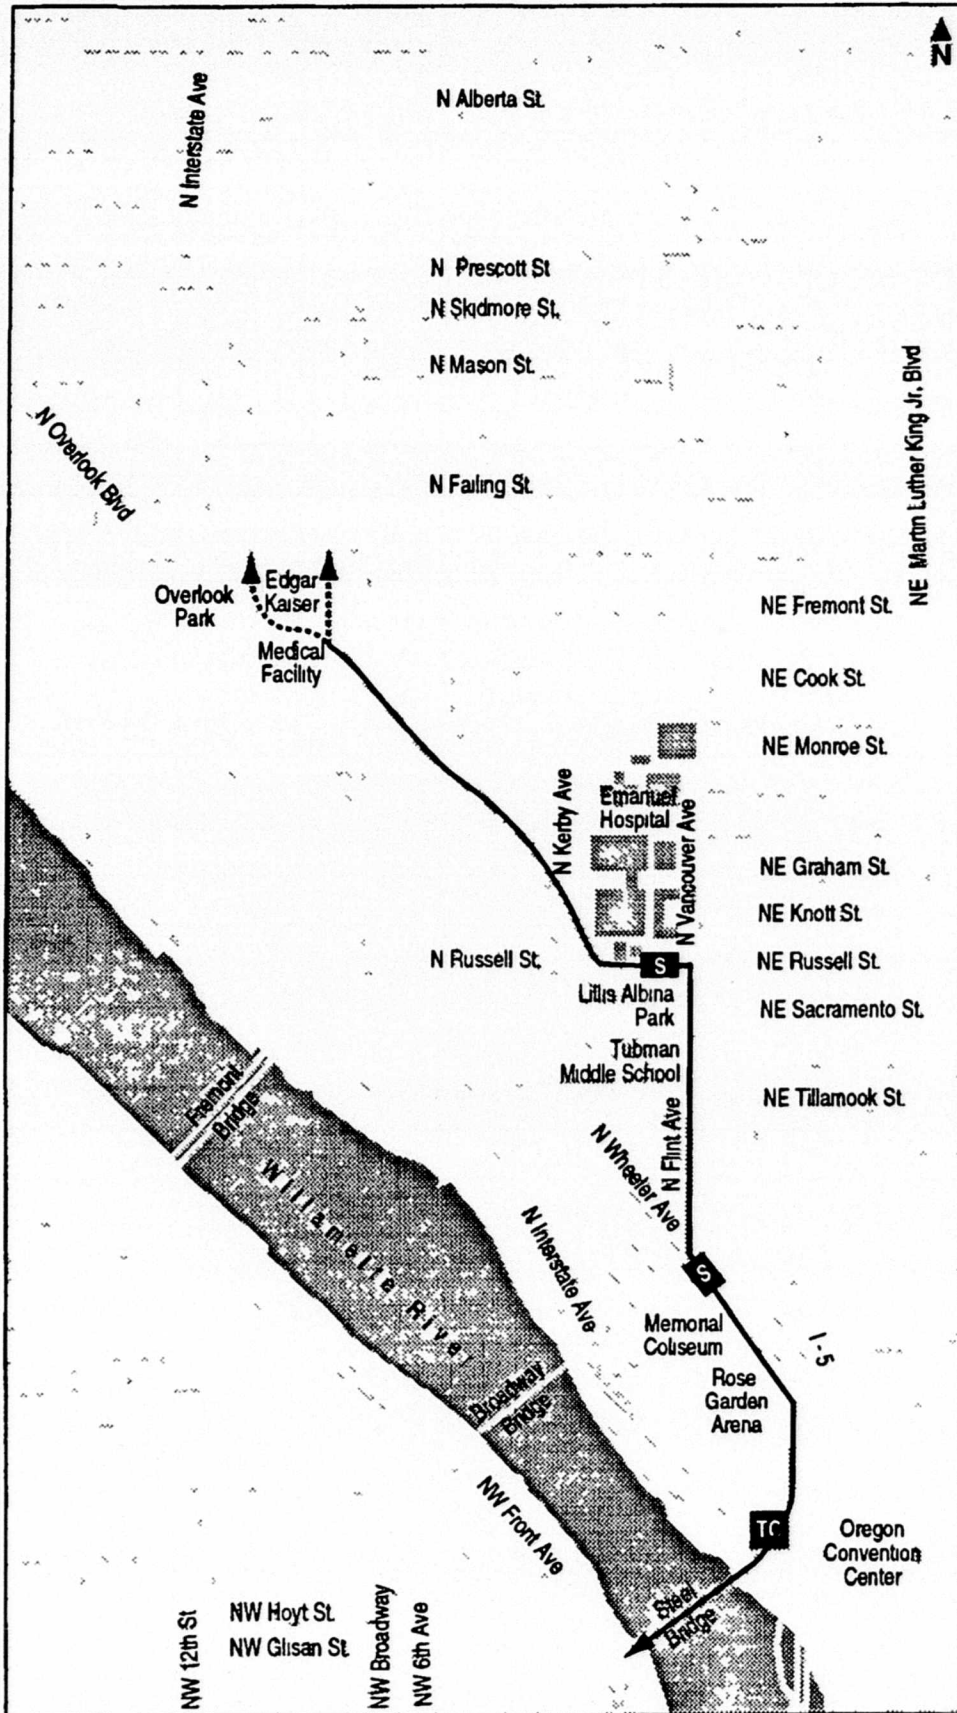 N
N Interstate Ave
N Alberta St.
N Prescott St
N Skidmore St.
N Mason St.
NE Martin Luther King Jr. Blvd
N Overlook Blvd
N Failing St.
Overlook
Park
Edgar
Kaiser
Medical
Facility
NE Fremont St.
NE Cook St.
NE Monroe St.
N Kerby Ave
Emanuel
Hospital
N Vancouver Ave
NE Graham St.
NE Knott St.
N Russell St.
S
NE Russell St.
Lillis Albina
Park
NE Sacramento St.
Tubman
Middle School
NE Tillamook St.
Fremont
Bridge
N Wheeler Ave
N Flint Ave
Willamette River
N Interstate Ave
S
Memorial
Coliseum
I-5
Rose
Garden
Arena
Broadway
Bridge
NW Front Ave
TC
Oregon
Convention
Center
Steel
Bridge
NW 12th St
NW Hoyt St.
NW Glisan St.
NW Broadway
NW 6th Ave